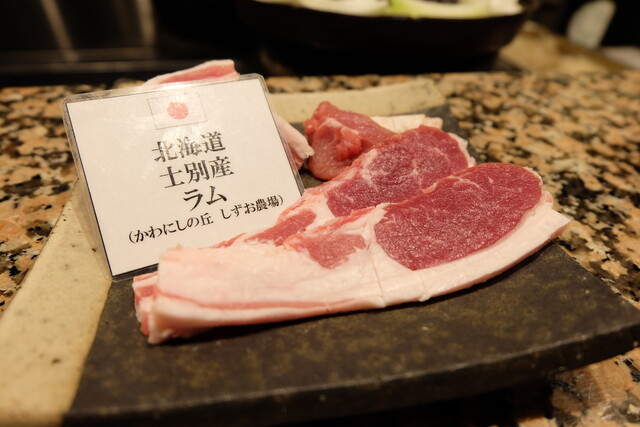 北海道
士別産
ラム
(かわにしの丘 しずお農場)